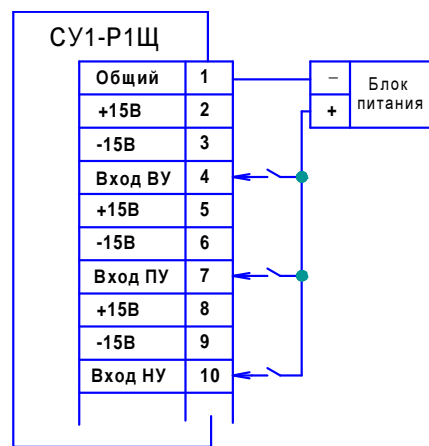 СУ1-Р1Щ
Общий 1
+15В 2
-15В 3
Вход ВУ 4
+15В 5
-15В 6
Вход ПУ 7
+15В 8
-15В 9
Вход НУ 10
–
+
Блок
питания